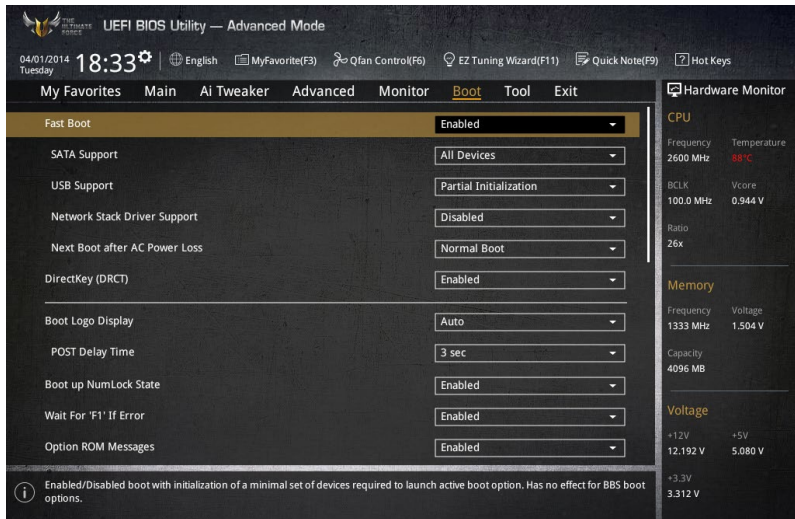 THE
ULTIMATE
FORCE
UEFI BIOS Utility — Advanced Mode
04/01/2014
Tuesday
18:33
English
MyFavorite(F3)
Qfan Control(F6)
EZ Tuning Wizard(F11)
Quick Note(F9)
? Hot Keys
My Favorites Main Ai Tweaker Advanced Monitor Boot Tool Exit
Hardware Monitor
Fast Boot Enabled
SATA Support All Devices
USB Support Partial Initialization
Network Stack Driver Support Disabled
Next Boot after AC Power Loss Normal Boot
DirectKey (DRCT) Enabled
Boot Logo Display Auto
POST Delay Time 3 sec
Boot up NumLock State Enabled
Wait For 'F1' If Error Enabled
Option ROM Messages Enabled
CPU
Frequency Temperature
2600 MHz 88°C
BCLK Vcore
100.0 MHz 0.944 V
Ratio
26x
Memory
Frequency Voltage
1333 MHz 1.504 V
Capacity
4096 MB
Voltage
+12V +5V
12.192 V 5.080 V
+3.3V
3.312 V
i
Enabled/Disabled boot with initialization of a minimal set of devices required to launch active boot option. Has no effect for BBS boot
options.